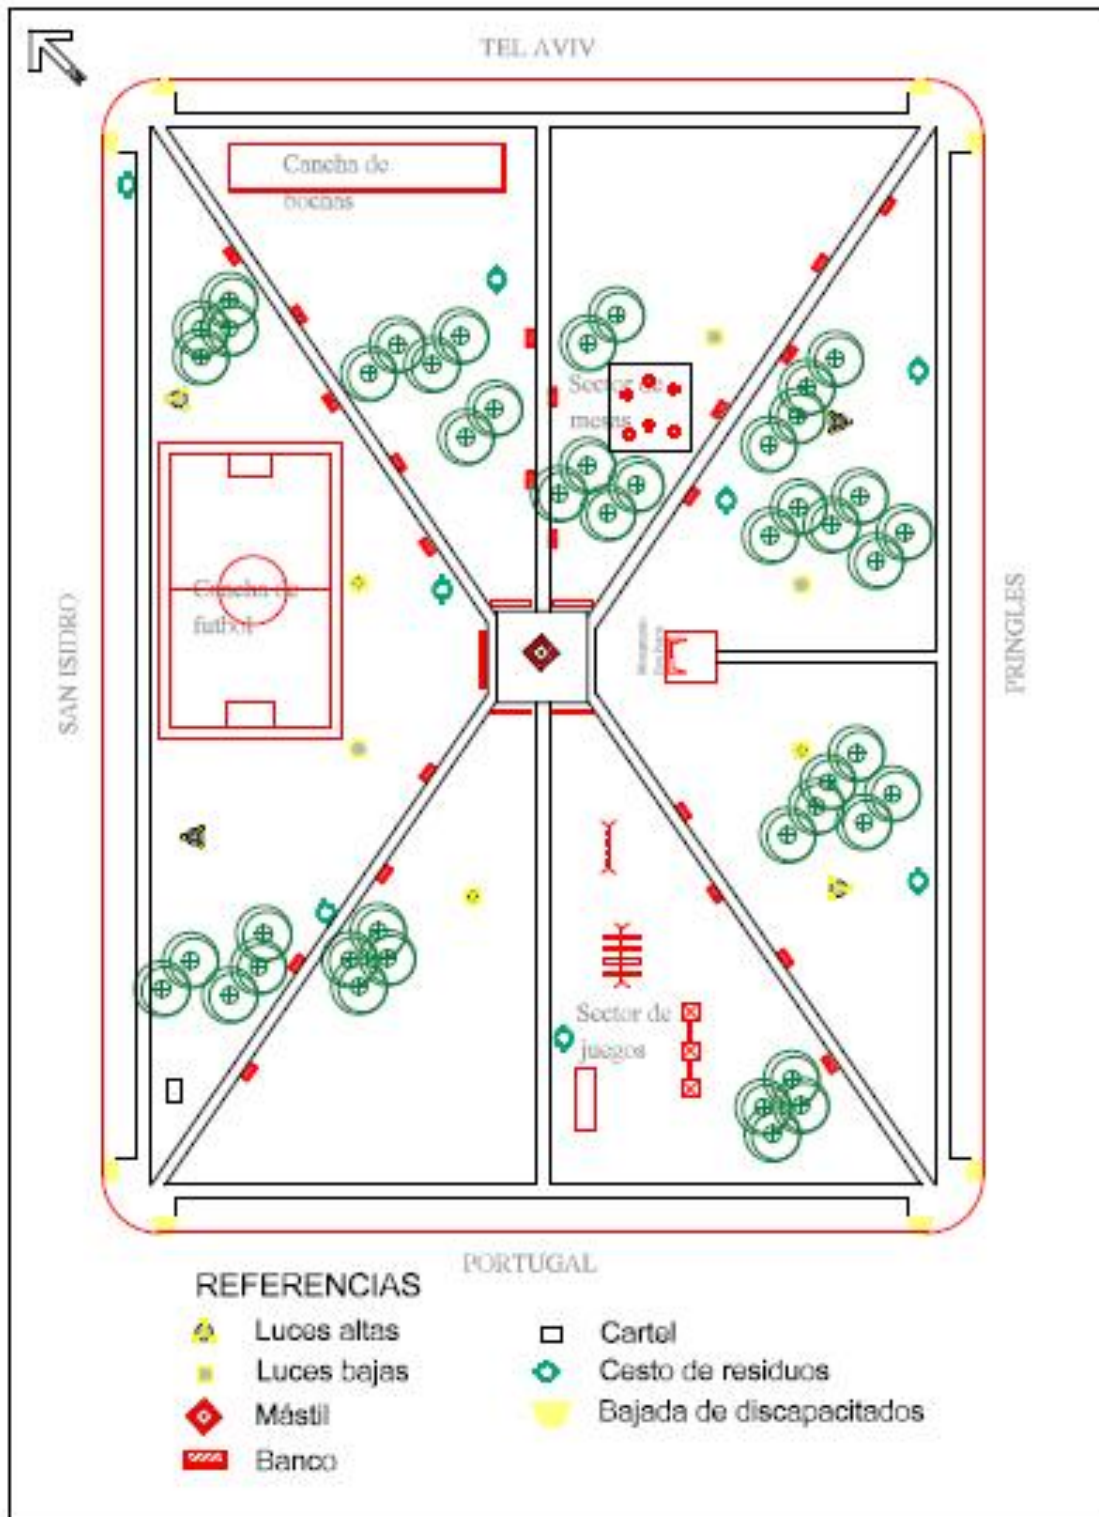 TEL AVIV
Cancha de
bochas
Sector de
mesas
Cancha de
futbol
SAN ISIDRO
PRINGLES
Sector de
juegos
PORTUGAL
REFERENCIAS
Luces altas
Luces bajas
Mástil
Banco
Cartel
Cesto de residuos
Bajada de discapacitados